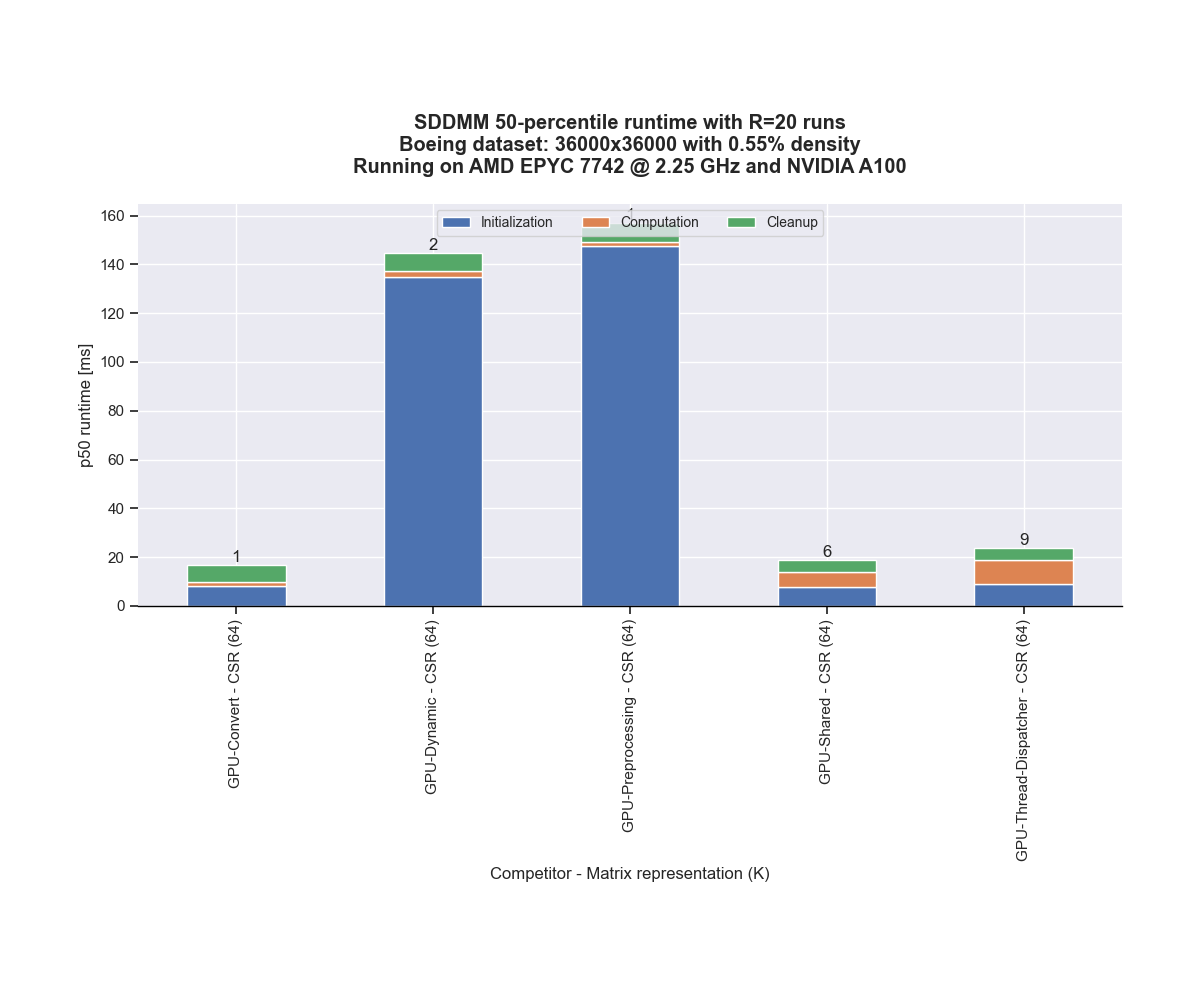 SDDMM 50-percentile runtime with R=20 runs
Boeing dataset: 36000x36000 with 0.55% density
Running on AMD EPYC 7742 @ 2.25 GHz and NVIDIA A100
Initialization
Computation
Cleanup
p50 runtime [ms]
160
140
120
100
80
60
40
20
0
1
2
6
9
GPU-Convert - CSR (64)
GPU-Dynamic - CSR (64)
GPU-Preprocessing - CSR (64)
GPU-Shared - CSR (64)
GPU-Thread-Dispatcher - CSR (64)
Competitor - Matrix representation (K)